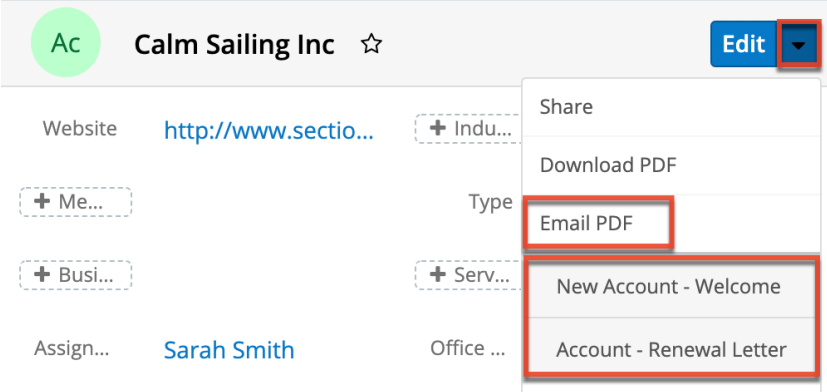 Ac
Calm Sailing Inc
Edit
Share
Website
http://www.sectio...
+ Indu...
Download PDF
+ Me...
Type
Email PDF
+ Busi...
+ Serv...
New Account - Welcome
Assign...
Sarah Smith
Office ...
Account - Renewal Letter